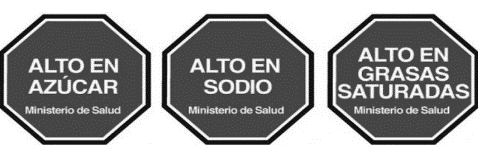 ALTO EN
AZÚCAR
Ministerio de Salud
ALTO EN
SODIO
Ministerio de Salud
ALTO EN
GRASAS
SATURADAS
Ministerio de Salud